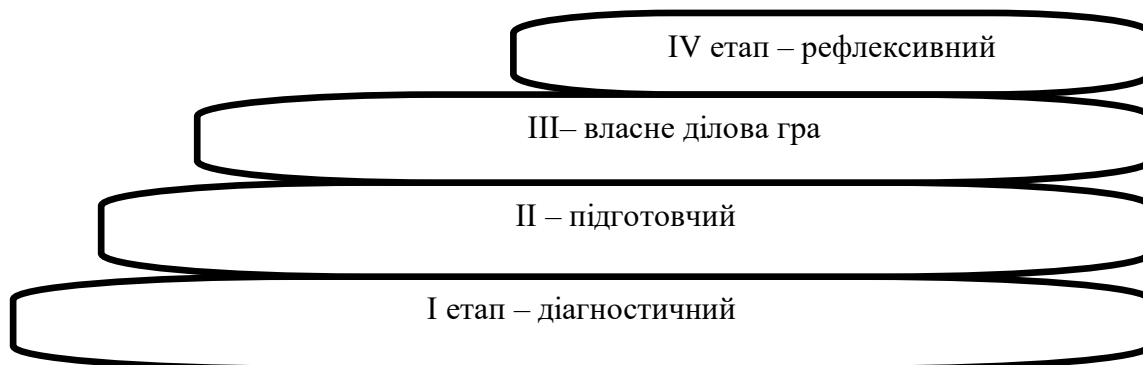 IV етап – рефлексивний
III– власне ділова гра
II – підготовчий
I етап – діагностичний